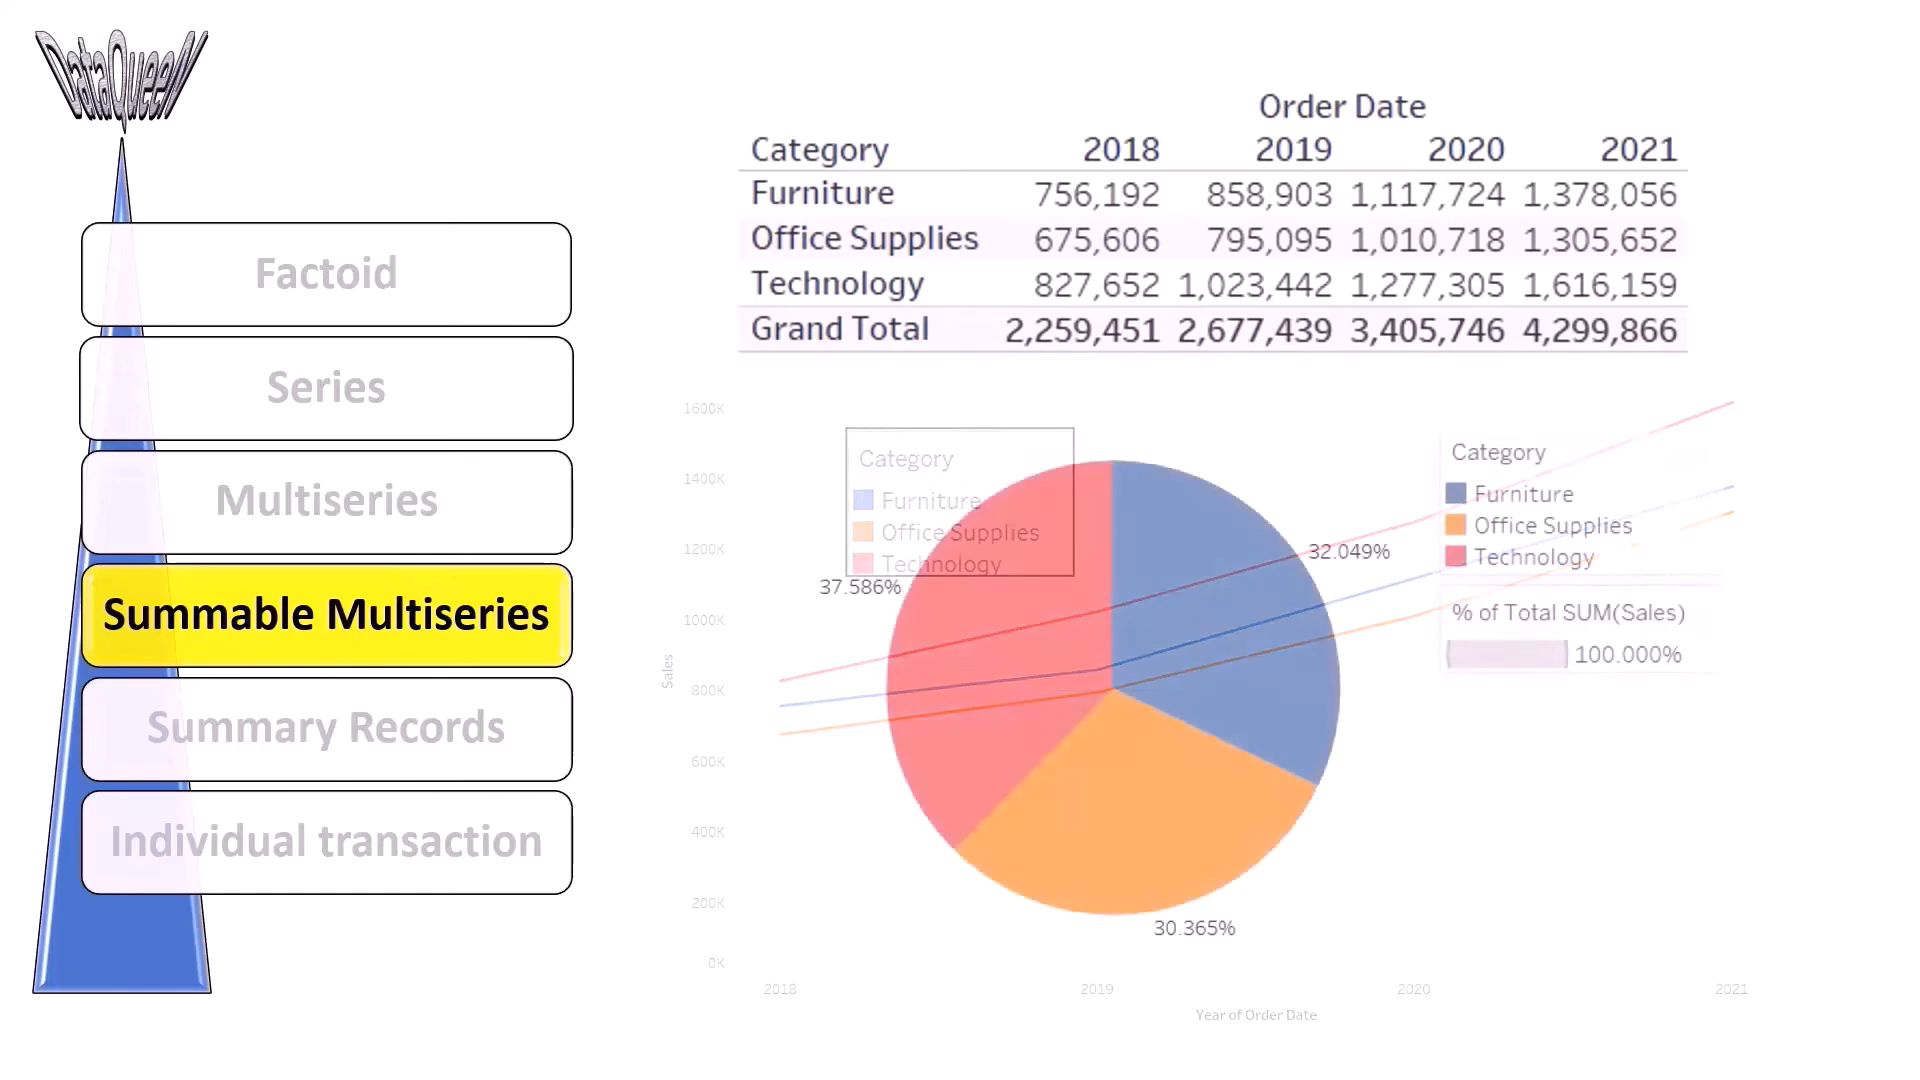 DataQueeN
Factoid
Series
Multiseries
Summable Multiseries
Summary Records
Individual transaction
Order Date
Category 2018 2019 2020 2021
Furniture 756,192 858,903 1,117,724 1,378,056
Office Supplies 675,606 795,095 1,010,718 1,305,652
Technology 827,652 1,023,442 1,277,305 1,616,159
Grand Total 2,259,451 2,677,439 3,405,746 4,299,866
1600K
1400K
1200K
1000K
800K
600K
400K
200K
0K
Sales
Category
Furniture
Office Supplies
Technology
37.586%
32.049%
30.365%
Category
Furniture
Office Supplies
Technology
% of Total SUM(Sales)
100.000%
2018 2019 2020 2021
Year of Order Date